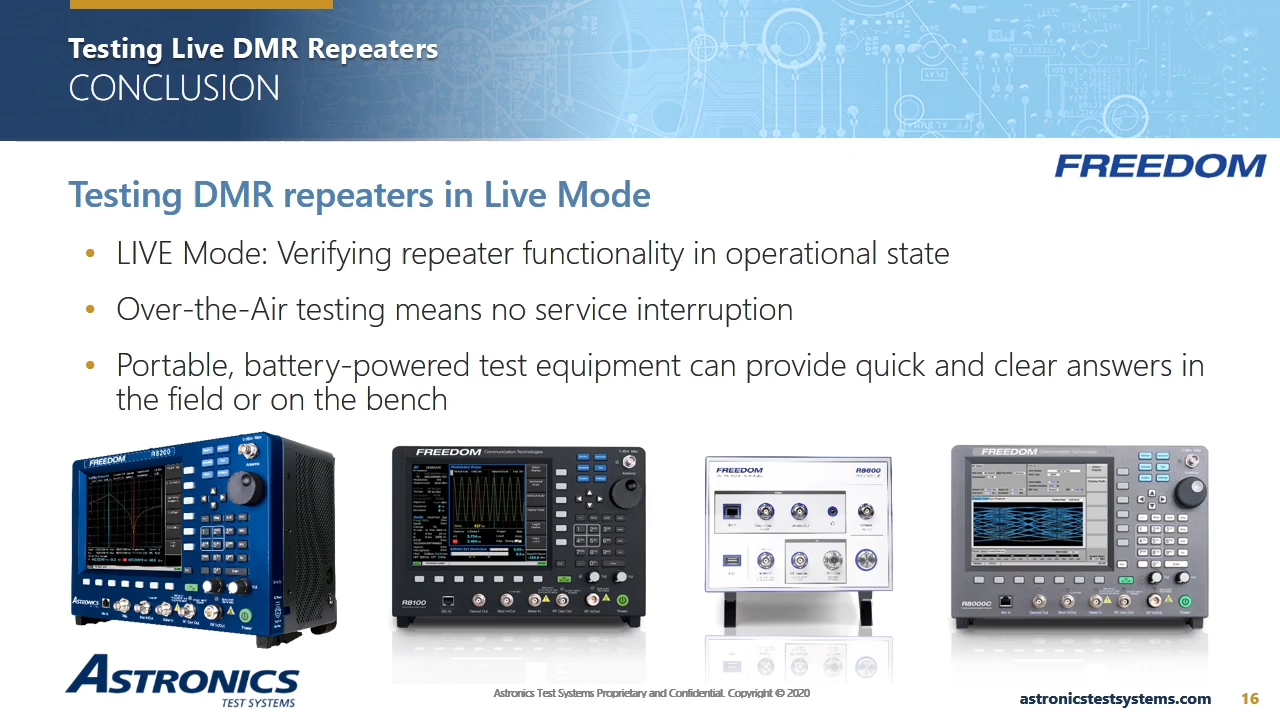 Testing Live DMR Repeaters
CONCLUSION
FREEDOM
Testing DMR repeaters in Live Mode
• LIVE Mode: Verifying repeater functionality in operational state
• Over-the-Air testing means no service interruption
• Portable, battery-powered test equipment can provide quick and clear answers in
the field or on the bench
FREEDOM R8200
FREEDOM Communication Technologies
R8100
FREEDOM R8600
FREEDOM Communication Technologies
R8000C
ASTRONICS
TEST SYSTEMS
Astronics Test Systems Proprietary and Confidential. Copyright © 2020
astronicstestsystems.com 16